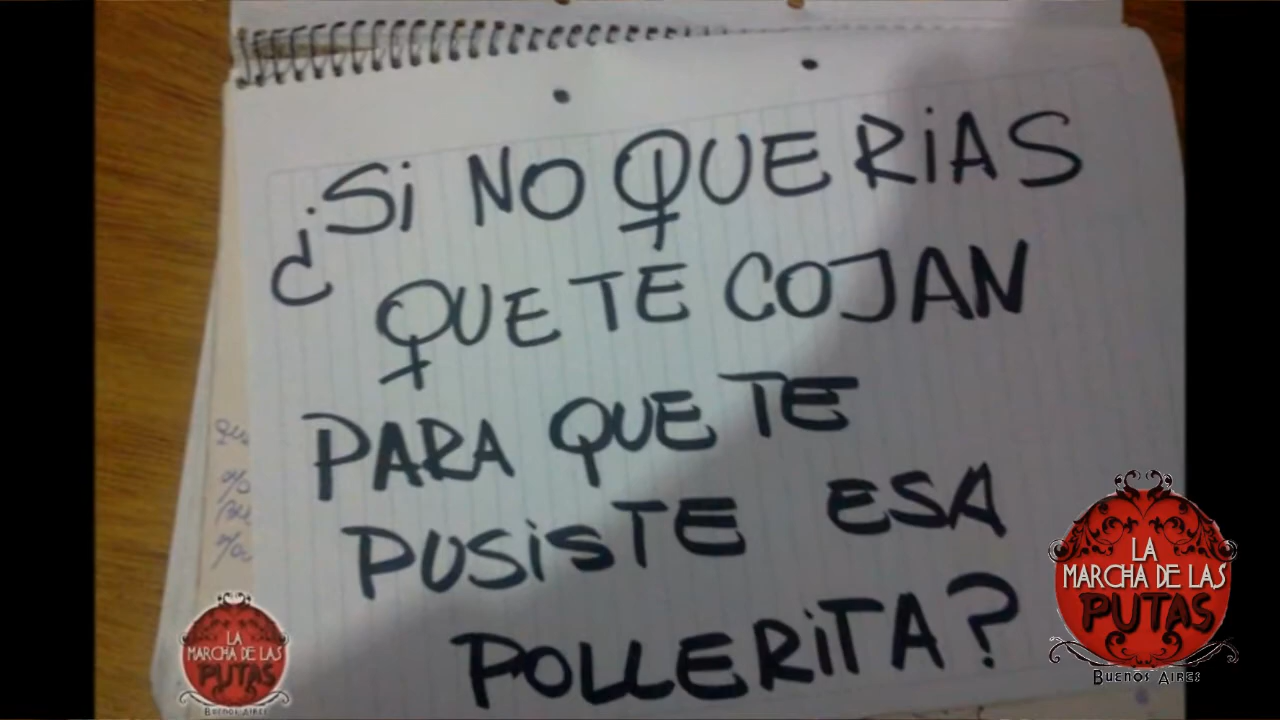 ¿Si NO QUERiAS
QUE TE COJAN
PARA QUE TE
PUSiSTE ESA
POLLERiTA?
LA
MARCHA DE LAS
PUTAS
BUENOS AIRES
LA
MARCHA DE LAS
PUTAS
BUENOS AIRES